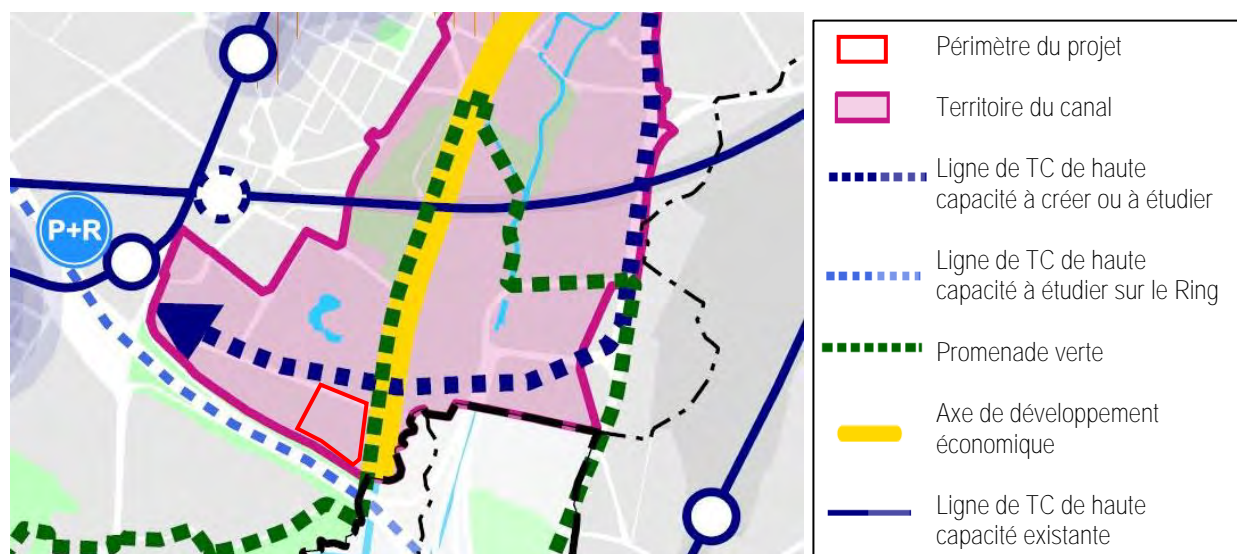 P+R
Périmètre du projet
Territoire du canal
Ligne de TC de haute
capacité à créer ou à étudier
Ligne de TC de haute
capacité à étudier sur le Ring
Promenade verte
Axe de développement
économique
Ligne de TC de haute
capacité existante